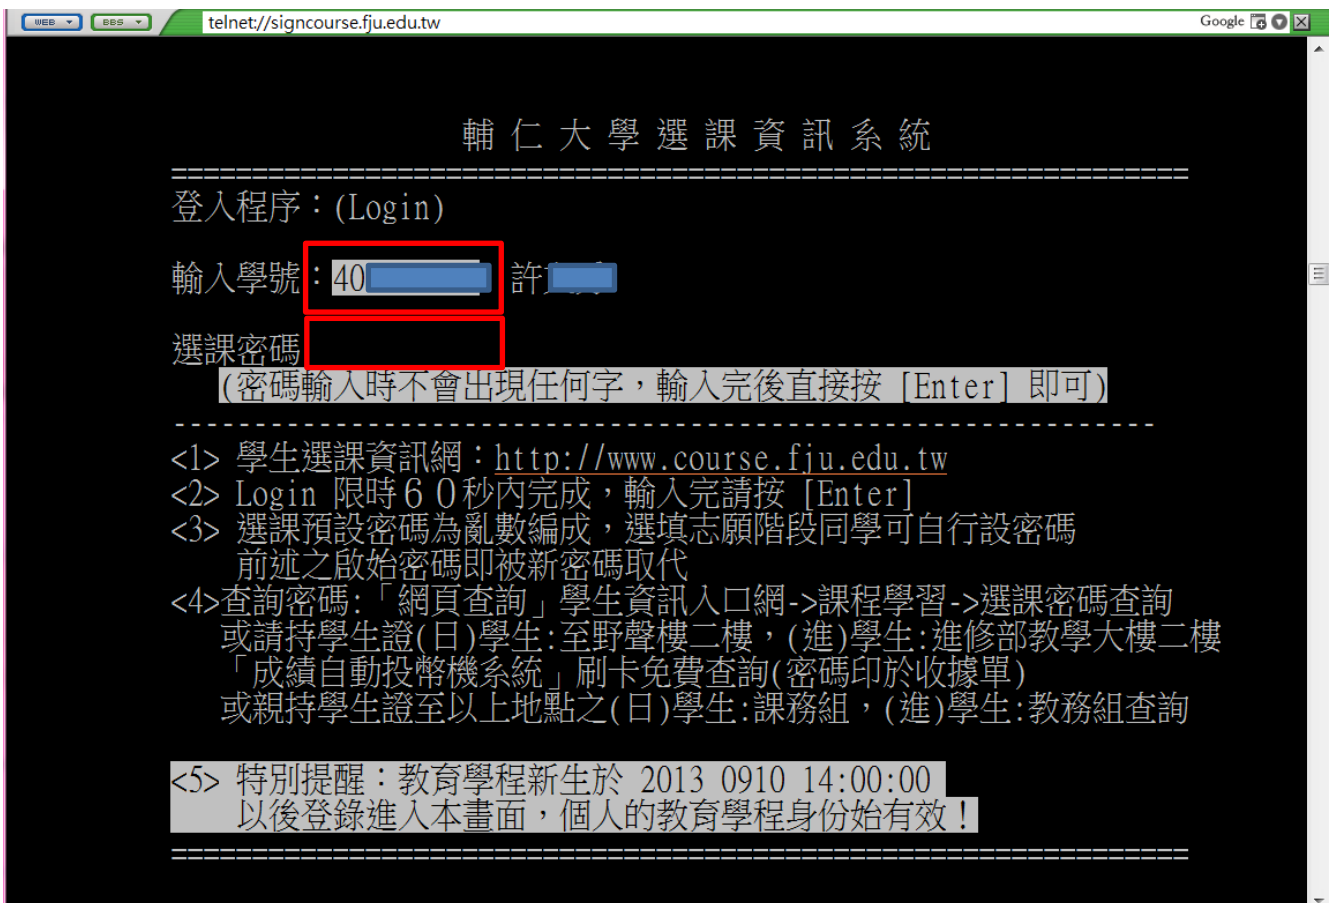 WEB BBS telnet://signcourse.fju.edu.tw Google
輔仁大學選課資訊系統
================================================================
登入程序：(Login)
輸入學號：40 許
選課密碼
(密碼輸入時不會出現任何字，輸入完後直接按 [Enter] 即可)
--------------------------------------------------------------
<1> 學生選課資訊網：http://www.course.fju.edu.tw
<2> Login 限時６０秒內完成，輸入完請按 [Enter]
<3> 選課預設密碼為亂數編成，選填志願階段同學可自行設密碼
前述之啟始密碼即被新密碼取代
<4>查詢密碼:「網頁查詢」學生資訊入口網->課程學習->選課密碼查詢
或請持學生證(日)學生:至野聲樓二樓，(進)學生:進修部教學大樓二樓
「成績自動投幣機系統」刷卡免費查詢(密碼印於收據單)
或親持學生證至以上地點之(日)學生:課務組，(進)學生:教務組查詢
<5> 特別提醒：教育學程新生於 2013 0910 14:00:00
以後登錄進入本畫面，個人的教育學程身份始有效！
================================================================